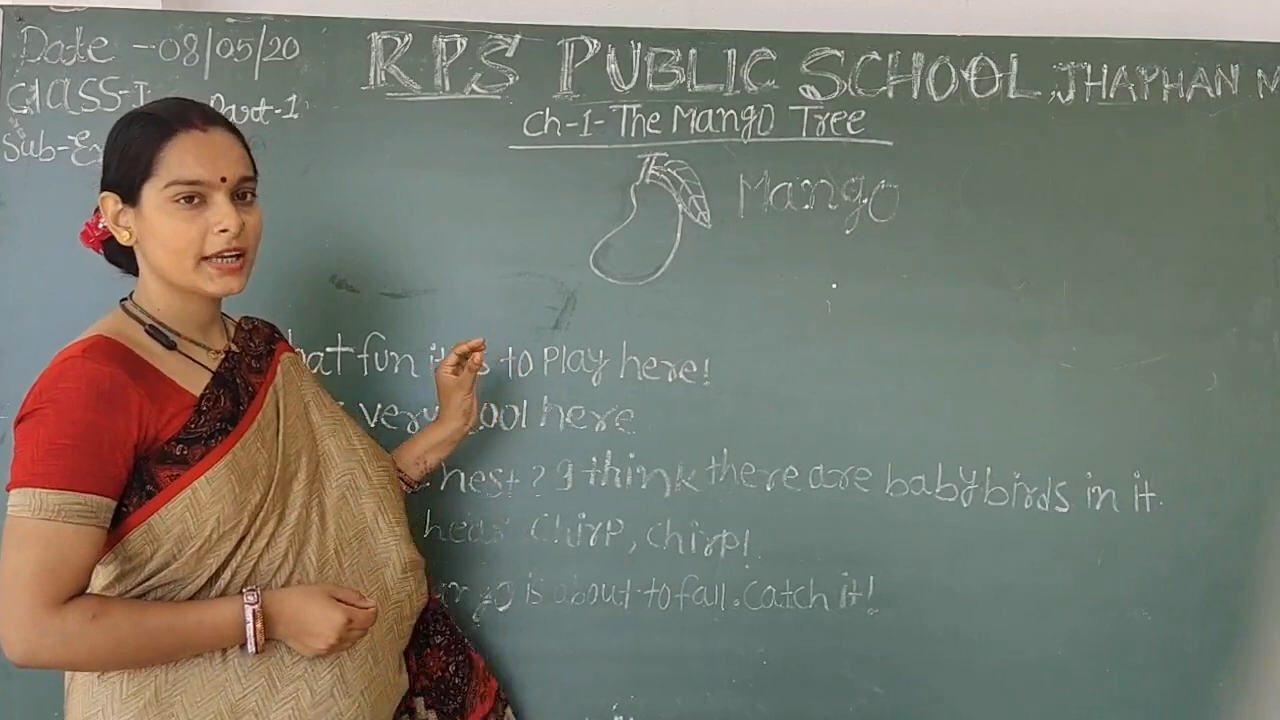 Date - 08/05/20
RPS PUBLIC SCHOOL, JHAPHAN
Class-I
Part-1
Ch-1- The Mango Tree
Sub-E
Mango
hat fun it is to Play here!
very cool here
nest? I think there are baby birds in it.
hear Chirp, chirp!
ango is about to fall. Catch it!